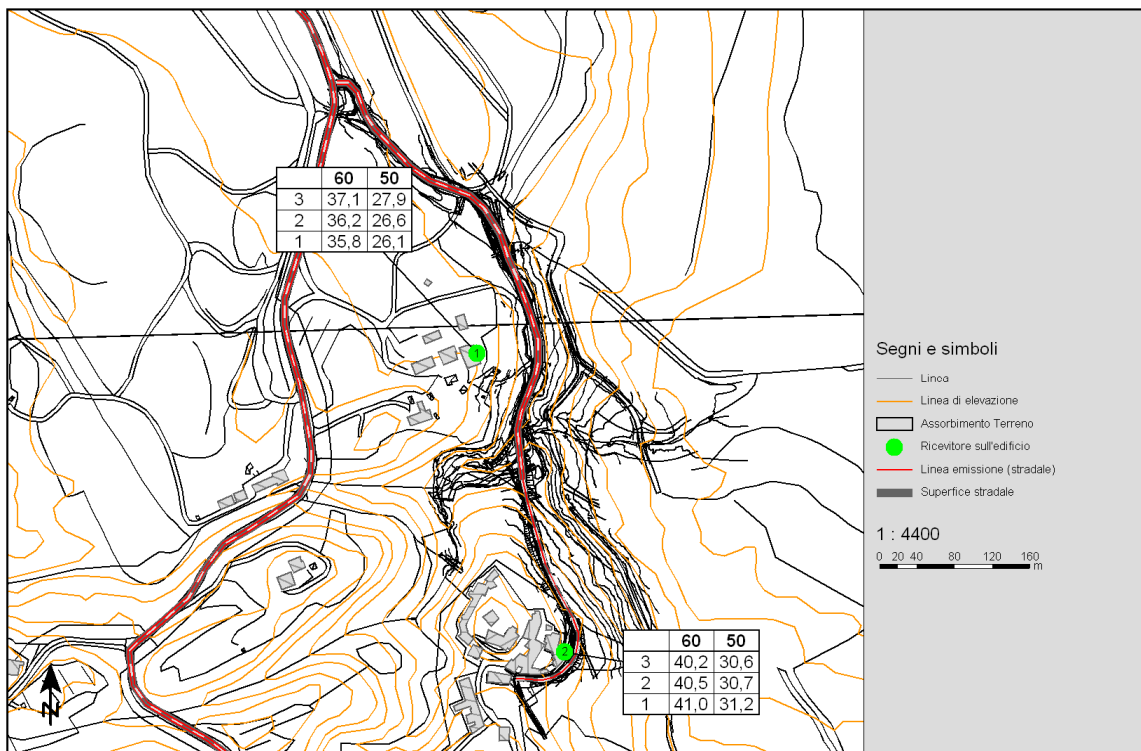 60 50
3 37,1 27,9
2 36,2 26,6
1 35,8 26,1
1
2
60 50
3 40,2 30,6
2 40,5 30,7
1 41,0 31,2
N
Segni e simboli
Linea
Linea di elevazione
Assorbimento Terreno
Ricevitore sull'edificio
Linea emissione (stradale)
Superfice stradale
1 : 4400
0 20 40 80 120 160
m